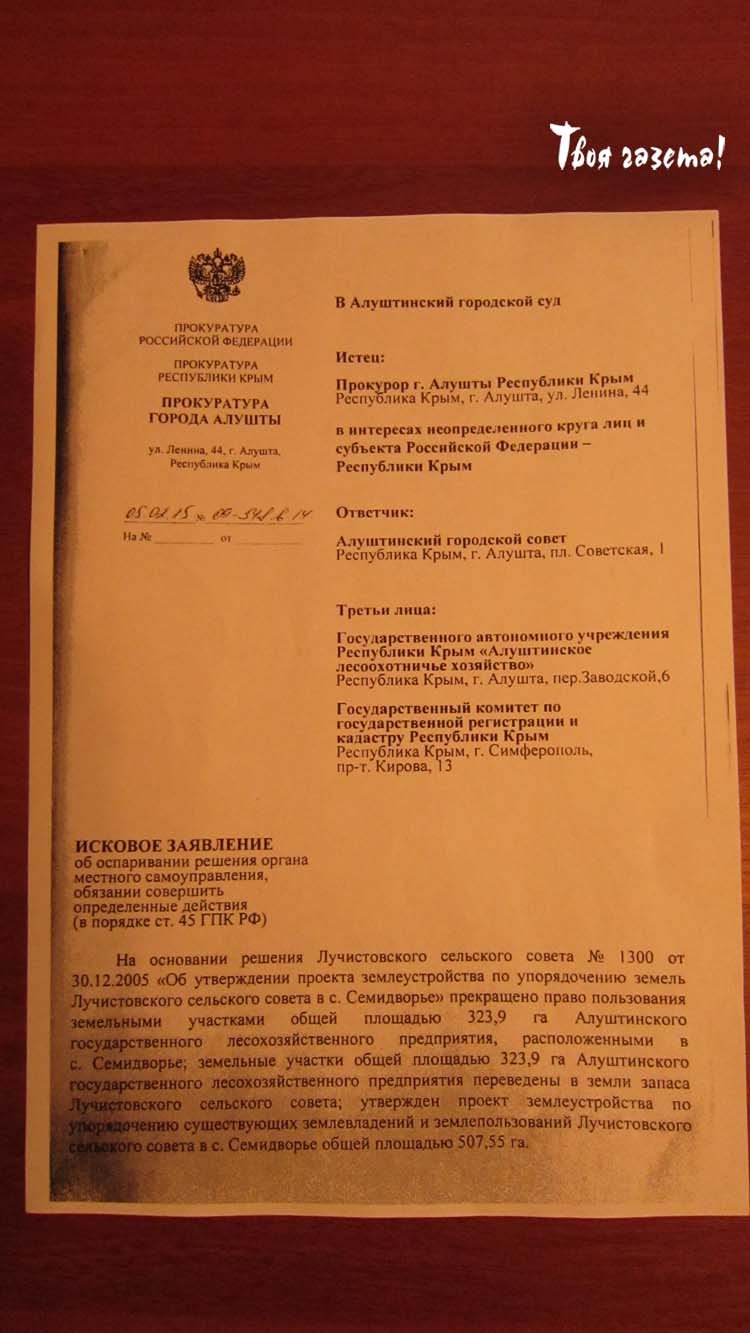 Твоя газета!
ПРОКУРАТУРА
РОССИЙСКОЙ ФЕДЕРАЦИИ
ПРОКУРАТУРА
РЕСПУБЛИКИ КРЫМ
ПРОКУРАТУРА
ГОРОДА АЛУШТЫ
ул. Ленина, 44, г. Алушта,
Республика Крым
№
На № ________ от ________
В Алуштинский городской суд
Истец:
Прокурор г. Алушты Республики Крым
Республика Крым, г. Алушта, ул. Ленина, 44
в интересах неопределенного круга лиц и
субъекта Российской Федерации –
Республики Крым
Ответчик:
Алуштинский городской совет
Республика Крым, г. Алушта, пл. Советская, 1
Третьи лица:
Государственного автономного учреждения
Республики Крым «Алуштинское
лесоохотничье хозяйство»
Республика Крым, г. Алушта, пер.Заводской,6
Государственный комитет по
государственной регистрации и
кадастру Республики Крым
Республика Крым, г. Симферополь,
пр-т. Кирова, 13
ИСКОВОЕ ЗАЯВЛЕНИЕ
об оспаривании решения органа
местного самоуправления,
обязании совершить
определенные действия
(в порядке ст. 45 ГПК РФ)
На основании решения Лучистовского сельского совета № 1300 от
30.12.2005 «Об утверждении проекта землеустройства по упорядочению земель
Лучистовского сельского совета в с. Семидворье» прекращено право пользования
земельными участками общей площадью 323,9 га Алуштинского
государственного лесохозяйственного предприятия, расположенными в
с. Семидворье; земельные участки общей площадью 323,9 га Алуштинского
государственного лесохозяйственного предприятия переведены в земли запаса
Лучистовского сельского совета; утвержден проект землеустройства по
упорядочению существующих землевладений и землепользований Лучистовского
сельского совета в с. Семидворье общей площадью 507,55 га.